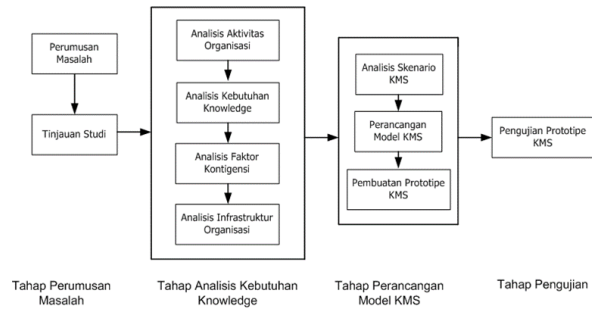 Perumusan
Masalah
Tinjauan Studi
Analisis Aktivitas
Organisasi
Analisis Kebutuhan
Knowledge
Analisis Faktor
Kontigensi
Analisis Infrastruktur
Organisasi
Analisis Skenario
KMS
Perancangan
Model KMS
Pembuatan Prototipe
KMS
Pengujian Prototipe
KMS
Tahap Perumusan
Masalah
Tahap Analisis Kebutuhan
Knowledge
Tahap Perancangan
Model KMS
Tahap Pengujian